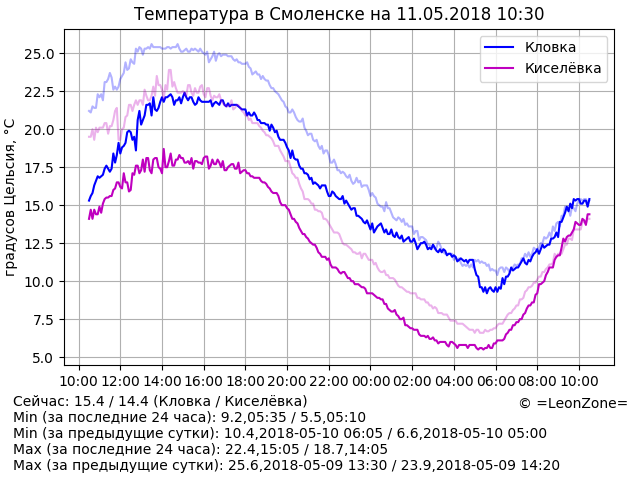 Температура в Смоленске на 11.05.2018 10:30
Кловка
Киселёвка
градусов Цельсия, °C
25.0
22.5
20.0
17.5
15.0
12.5
10.0
7.5
5.0
10:00 12:00 14:00 16:00 18:00 20:00 22:00 00:00 02:00 04:00 06:00 08:00 10:00
Сейчас: 15.4 / 14.4 (Кловка / Киселёвка)
© =LeonZone=
Min (за последние 24 часа): 9.2,05:35 / 5.5,05:10
Min (за предыдущие сутки): 10.4,2018-05-10 06:05 / 6.6,2018-05-10 05:00
Max (за последние 24 часа): 22.4,15:05 / 18.7,14:05
Max (за предыдущие сутки): 25.6,2018-05-09 13:30 / 23.9,2018-05-09 14:20